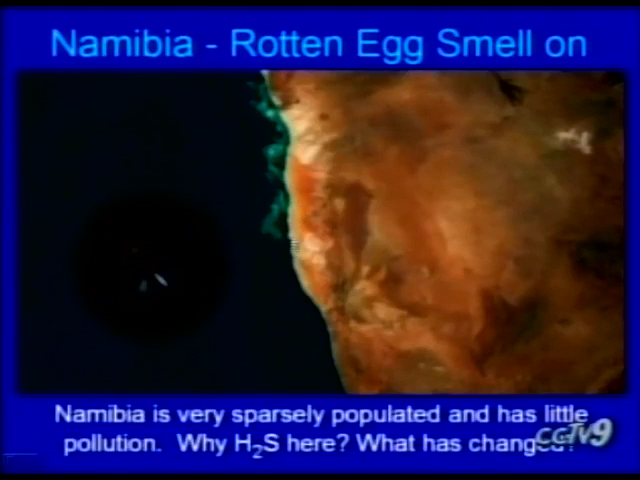 Namibia - Rotten Egg Smell on
Namibia is very sparsely populated and has little
pollution. Why H₂S here? What has changed?
CCTV9